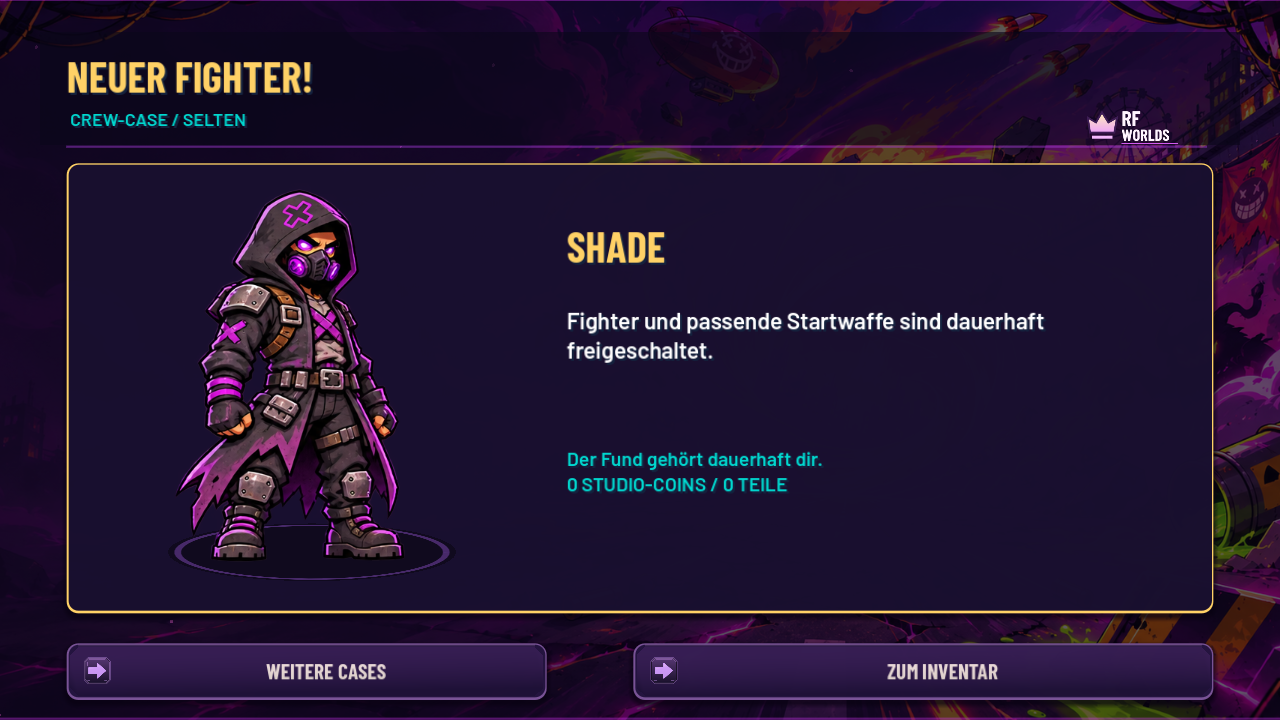 NEUER FIGHTER!
CREW-CASE / SELTEN
RF
WORLDS
SHADE
Fighter und passende Startwaffe sind dauerhaft
freigeschaltet.
Der Fund gehört dauerhaft dir.
0 STUDIO-COINS / 0 TEILE
WEITERE CASES
ZUM INVENTAR